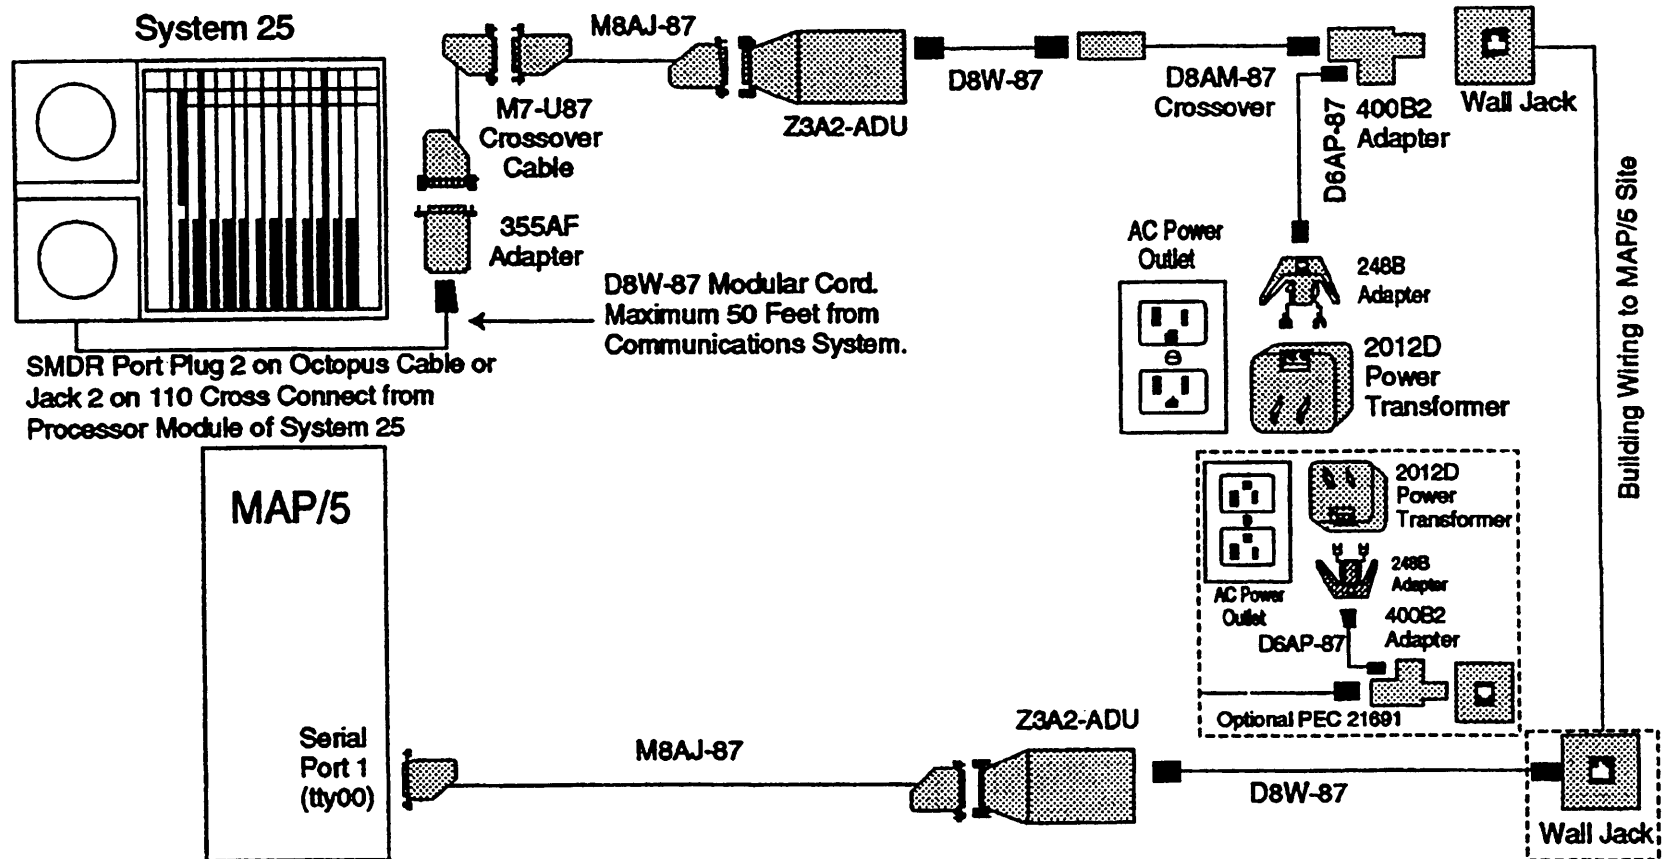 System 25
M8AJ-87
M7-U87
Crossover
Cable
Z3A2-ADU
D8W-87
D8AM-87
Crossover
400B2
Adapter
Wall Jack
D6AP-87
Building Wiring to MAP/5 Site
355AF
Adapter
AC Power
Outlet
248B
Adapter
D8W-87 Modular Cord.
Maximum 50 Feet from
Communications System.
2012D
Power
Transformer
SMDR Port Plug 2 on Octopus Cable or
Jack 2 on 110 Cross Connect from
Processor Module of System 25
MAP/5
2012D
Power
Transformer
248B
Adapter
AC Power
Outlet
400B2
Adapter
D6AP-87
Optional PEC 21691
Serial
Port 1
(tty00)
M8AJ-87
Z3A2-ADU
D8W-87
Wall Jack